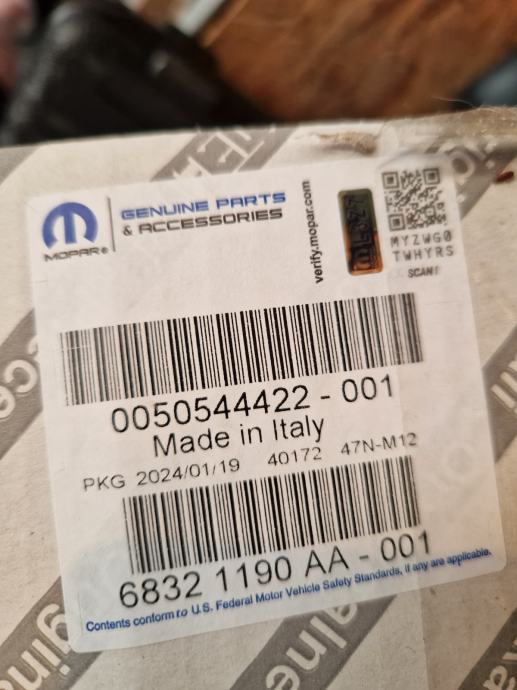 GENUINE PARTS
& ACCESSORIES
MOPAR®
verify.mopar.com
MYZWG0
TWHYRS
SCAN!
0050544422 - 001
Made in Italy
PKG 2024/01/19 40172 47N-M12
6832 1190 AA - 001
Contents conform to U.S. Federal Motor Vehicle Safety Standards, if any are applicable.